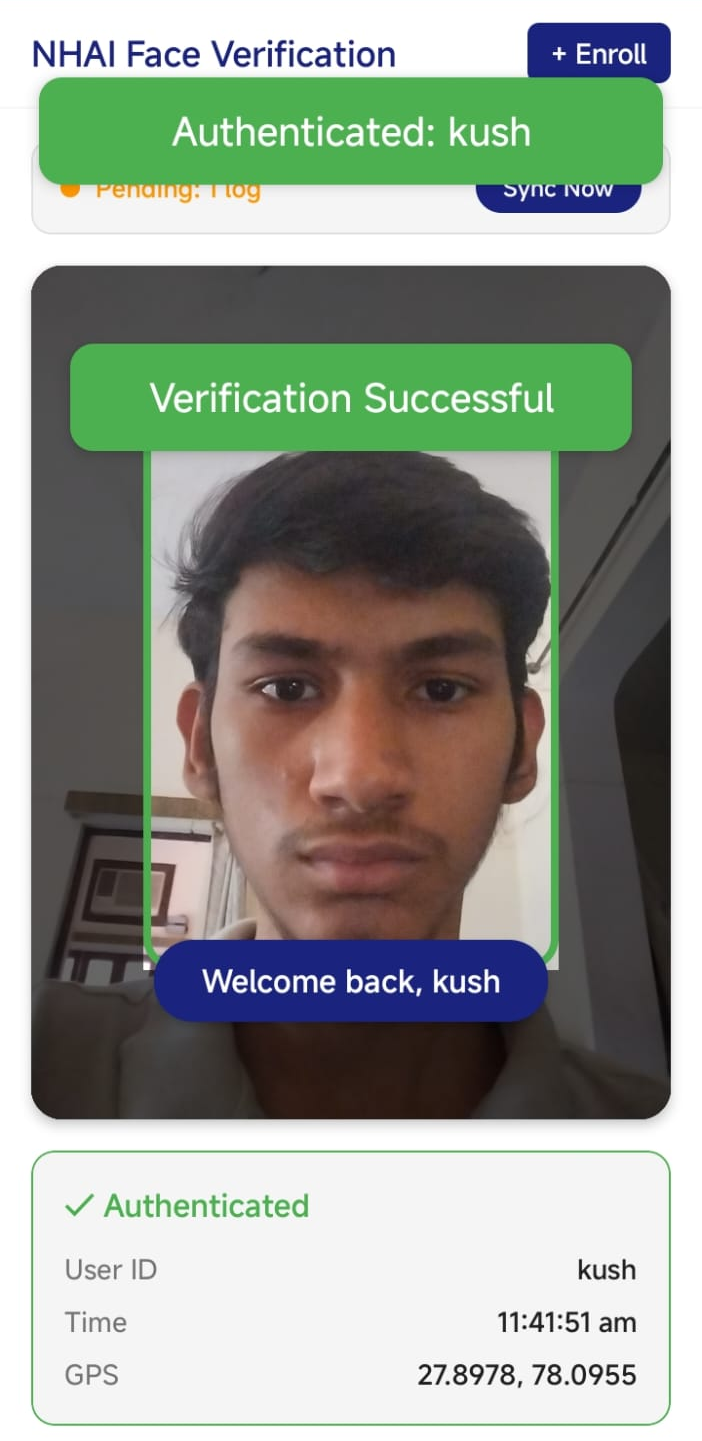 NHAI Face Verification
+ Enroll
Authenticated: kush
Pending: 1 log
Sync Now
Verification Successful
Welcome back, kush
✓ Authenticated
User ID
kush
Time
11:41:51 am
GPS
27.8978, 78.0955